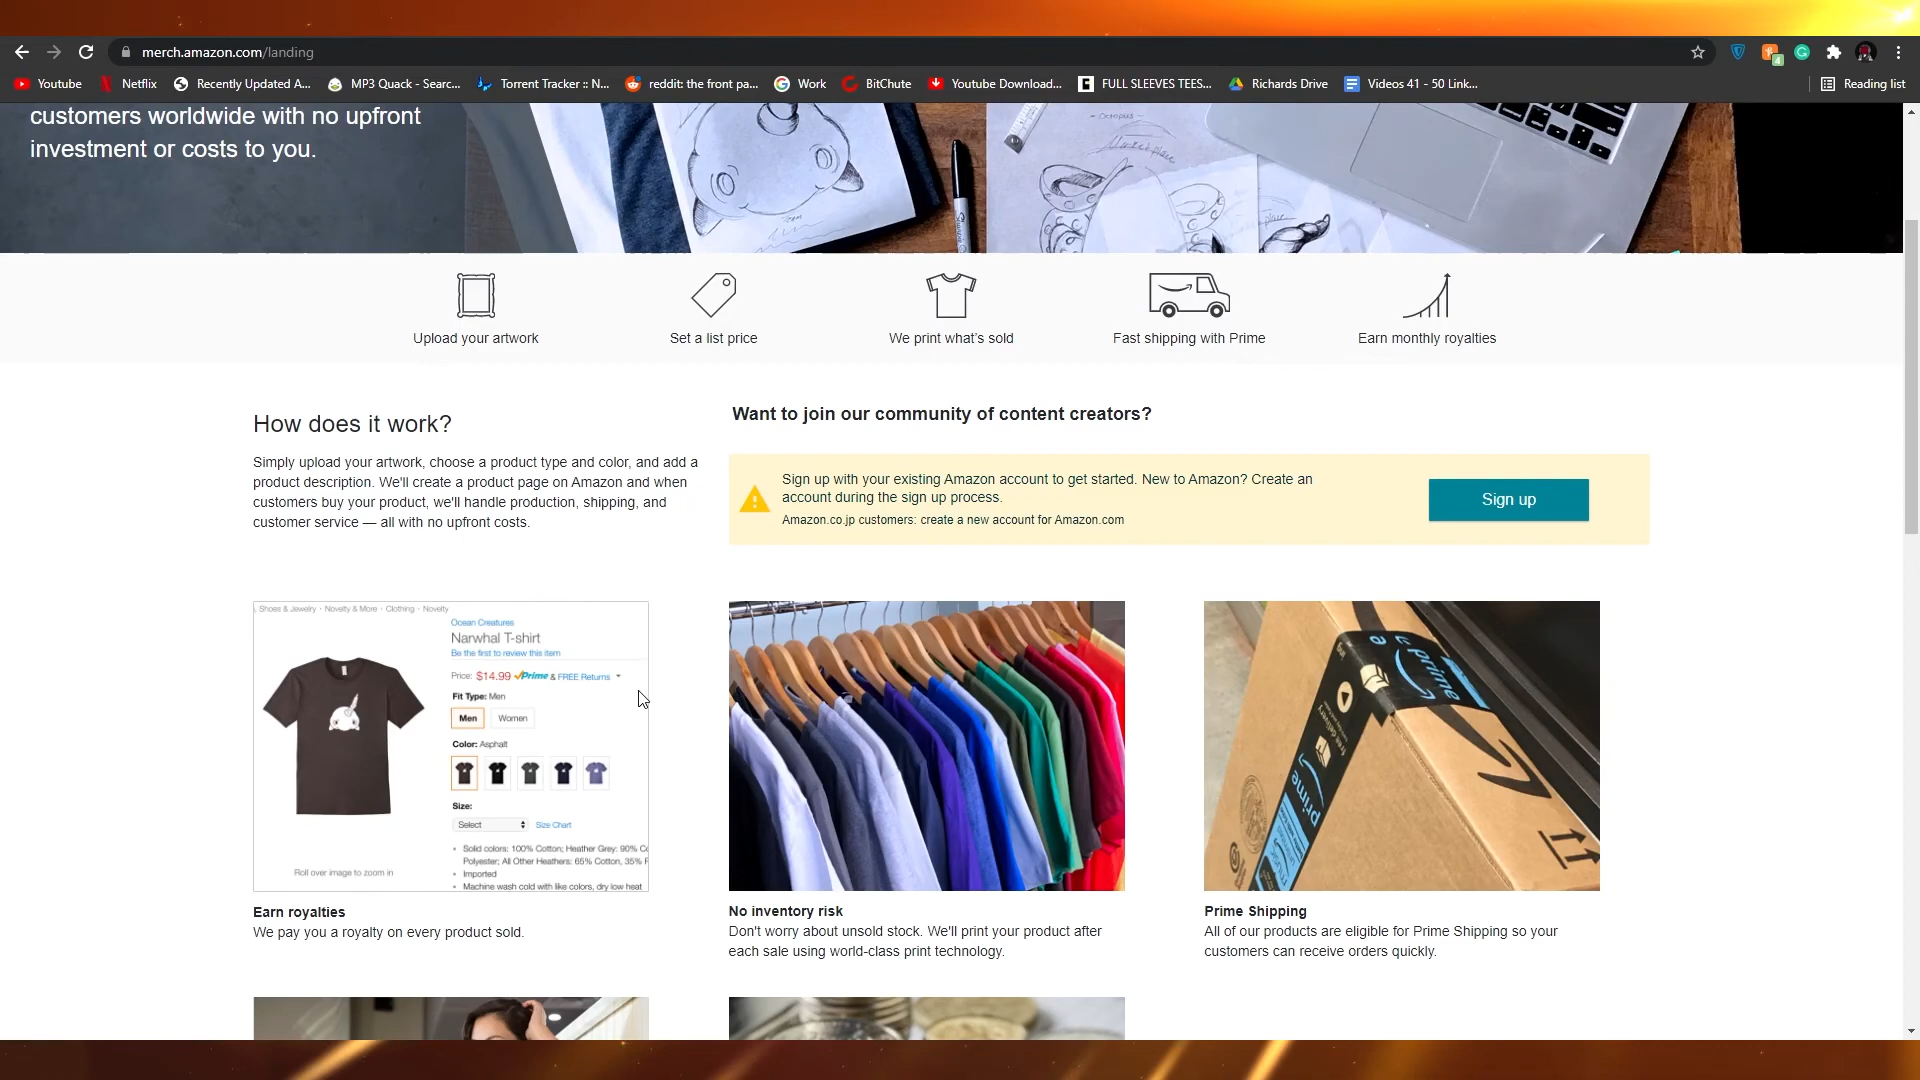 merch.amazon.com/landing
Youtube
Netflix
Recently Updated A...
MP3 Quack - Searc...
Torrent Tracker :: N...
reddit: the front pa...
Work
BitChute
Youtube Download...
FULL SLEEVES TEES...
Richards Drive
Videos 41 - 50 Link...
Reading list
customers worldwide with no upfront
investment or costs to you.
Octopus
Marketplace
Upload your artwork
Set a list price
We print what's sold
Fast shipping with Prime
Earn monthly royalties
How does it work?
Simply upload your artwork, choose a product type and color, and add a
product description. We'll create a product page on Amazon and when
customers buy your product, we'll handle production, shipping, and
customer service — all with no upfront costs.
Want to join our community of content creators?
Sign up with your existing Amazon account to get started. New to Amazon? Create an
account during the sign up process.
Amazon.co.jp customers: create a new account for Amazon.com
Sign up
, Shoes & Jewelry · Novelty & More · Clothing · Novelty
Ocean Creatures
Narwhal T-shirt
Be the first to review this item
Price: $14.99 Prime & FREE Returns
Fit Type: Men
Men
Women
Color: Asphalt
Size:
Select
Size Chart
Solid colors: 100% Cotton; Heather Grey: 90% Co
Polyester; All Other Heathers: 65% Cotton, 35% P
Imported
Machine wash cold with like colors, dry low heat
Roll over image to zoom in
prime
prime
Earn royalties
We pay you a royalty on every product sold.
No inventory risk
Don't worry about unsold stock. We'll print your product after
each sale using world-class print technology.
Prime Shipping
All of our products are eligible for Prime Shipping so your
customers can receive orders quickly.